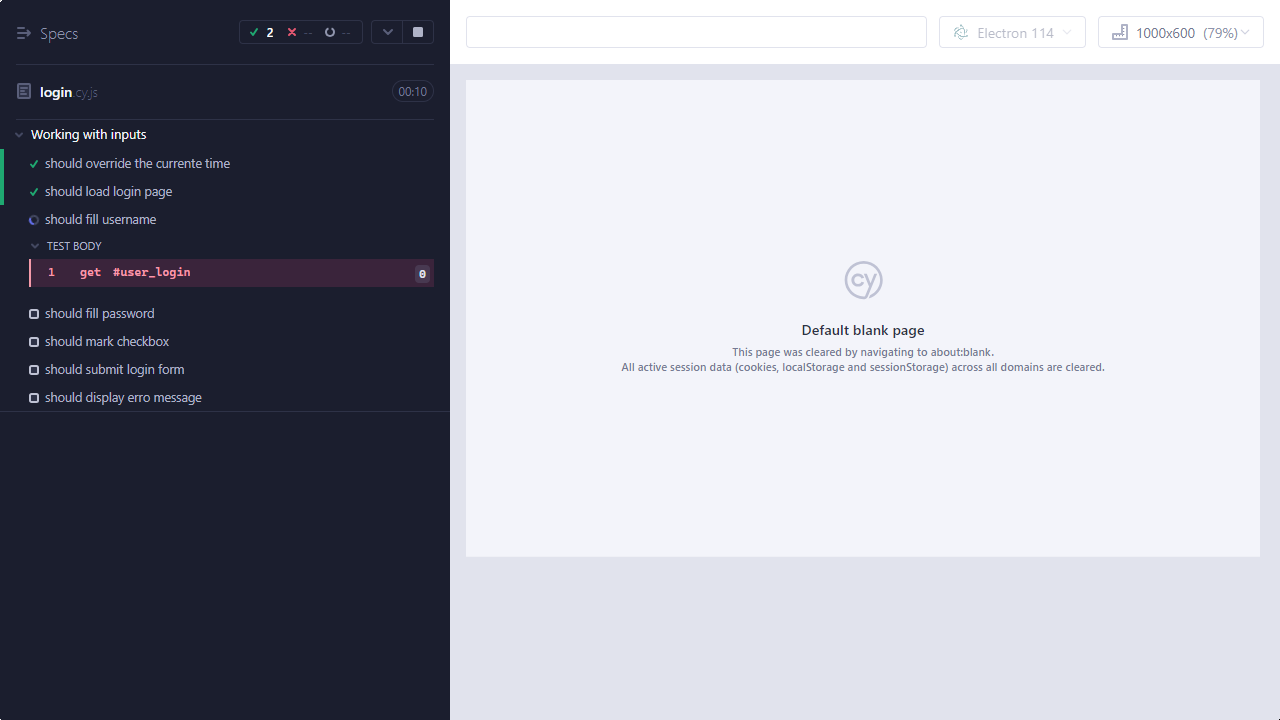 Specs
2 -- --
login.cy.js
00:10
Working with inputs
should override the currente time
should load login page
should fill username
TEST BODY
1 get #user_login 0
should fill password
should mark checkbox
should submit login form
should display erro message
Electron 114
1000x600 (79%)
cy
Default blank page
This page was cleared by navigating to about:blank.
All active session data (cookies, localStorage and sessionStorage) across all domains are cleared.